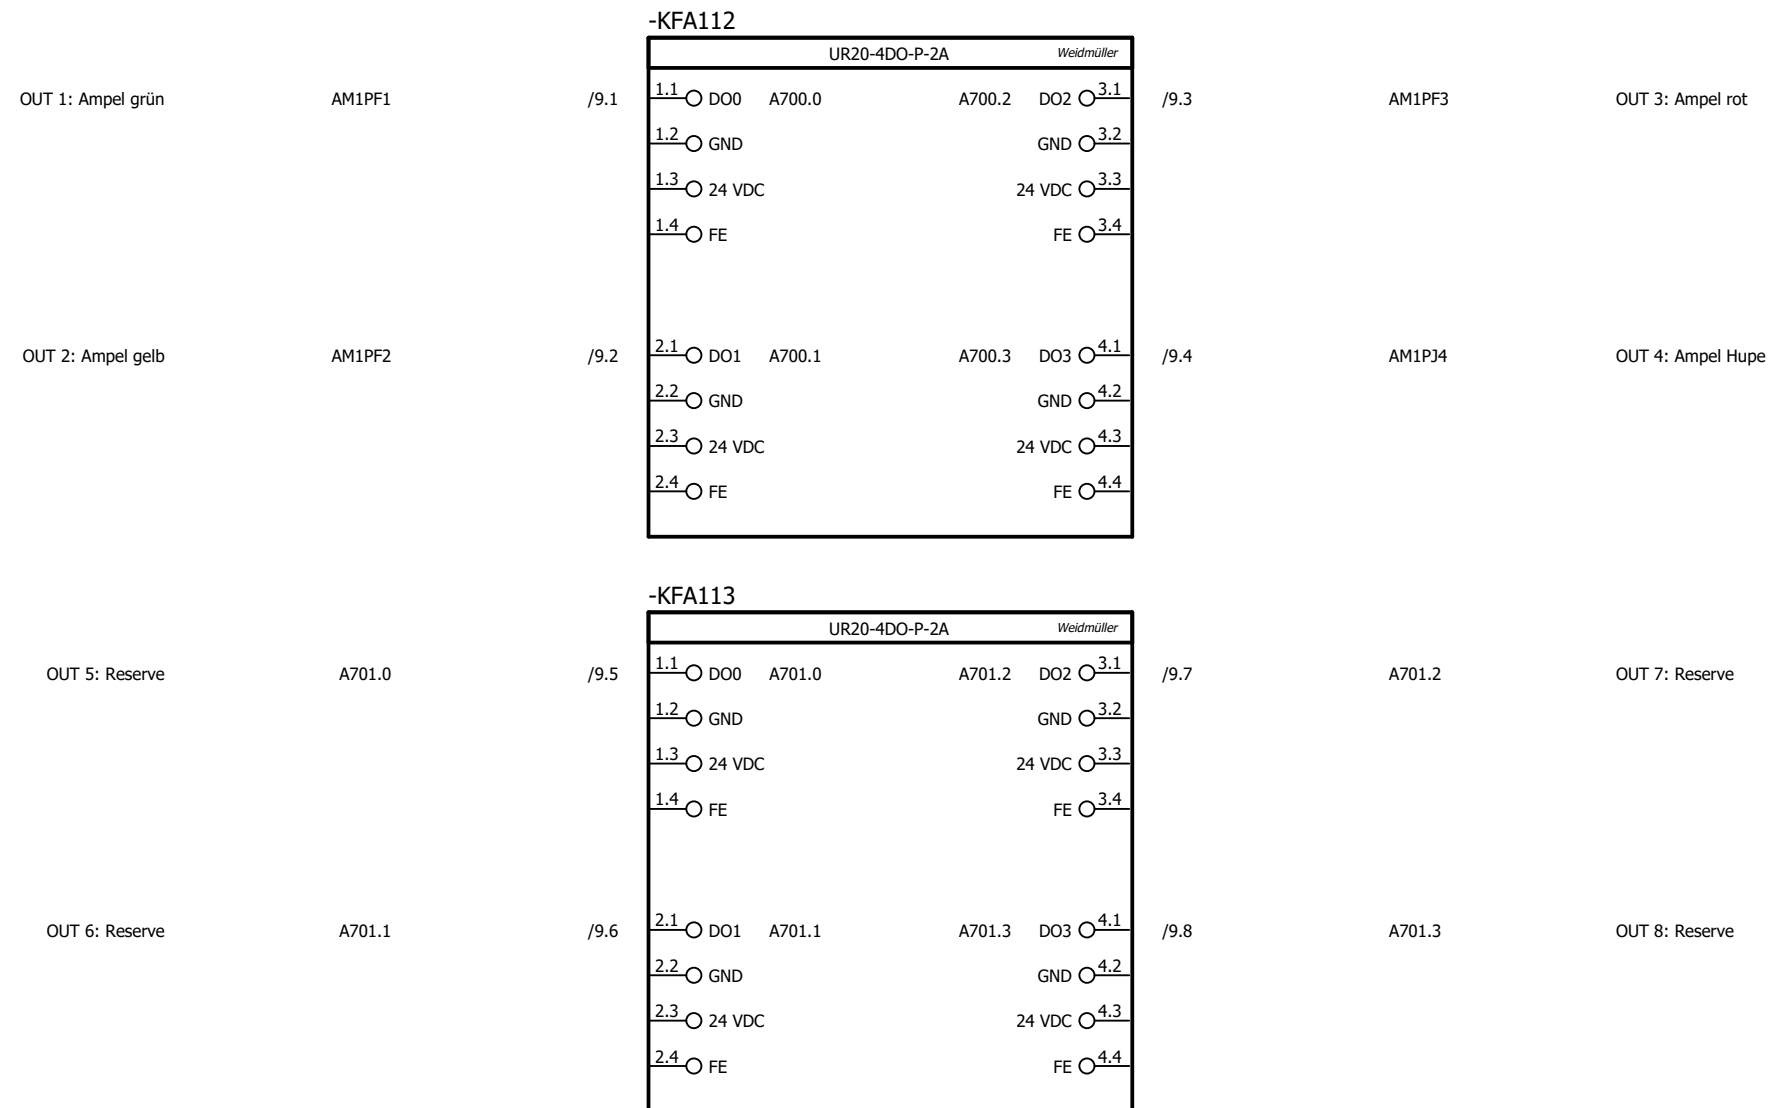 -KFA112
UR20-4DO-P-2A Weidmüller
OUT 1: Ampel grün AM1PF1 /9.1 1.1 DO0 A700.0 A700.2 DO2 3.1 /9.3 AM1PF3 OUT 3: Ampel rot
1.2 GND GND 3.2
1.3 24 VDC 24 VDC 3.3
1.4 FE FE 3.4
OUT 2: Ampel gelb AM1PF2 /9.2 2.1 DO1 A700.1 A700.3 DO3 4.1 /9.4 AM1PJ4 OUT 4: Ampel Hupe
2.2 GND GND 4.2
2.3 24 VDC 24 VDC 4.3
2.4 FE FE 4.4
-KFA113
UR20-4DO-P-2A Weidmüller
OUT 5: Reserve A701.0 /9.5 1.1 DO0 A701.0 A701.2 DO2 3.1 /9.7 A701.2 OUT 7: Reserve
1.2 GND GND 3.2
1.3 24 VDC 24 VDC 3.3
1.4 FE FE 3.4
OUT 6: Reserve A701.1 /9.6 2.1 DO1 A701.1 A701.3 DO3 4.1 /9.8 A701.3 OUT 8: Reserve
2.2 GND GND 4.2
2.3 24 VDC 24 VDC 4.3
2.4 FE FE 4.4